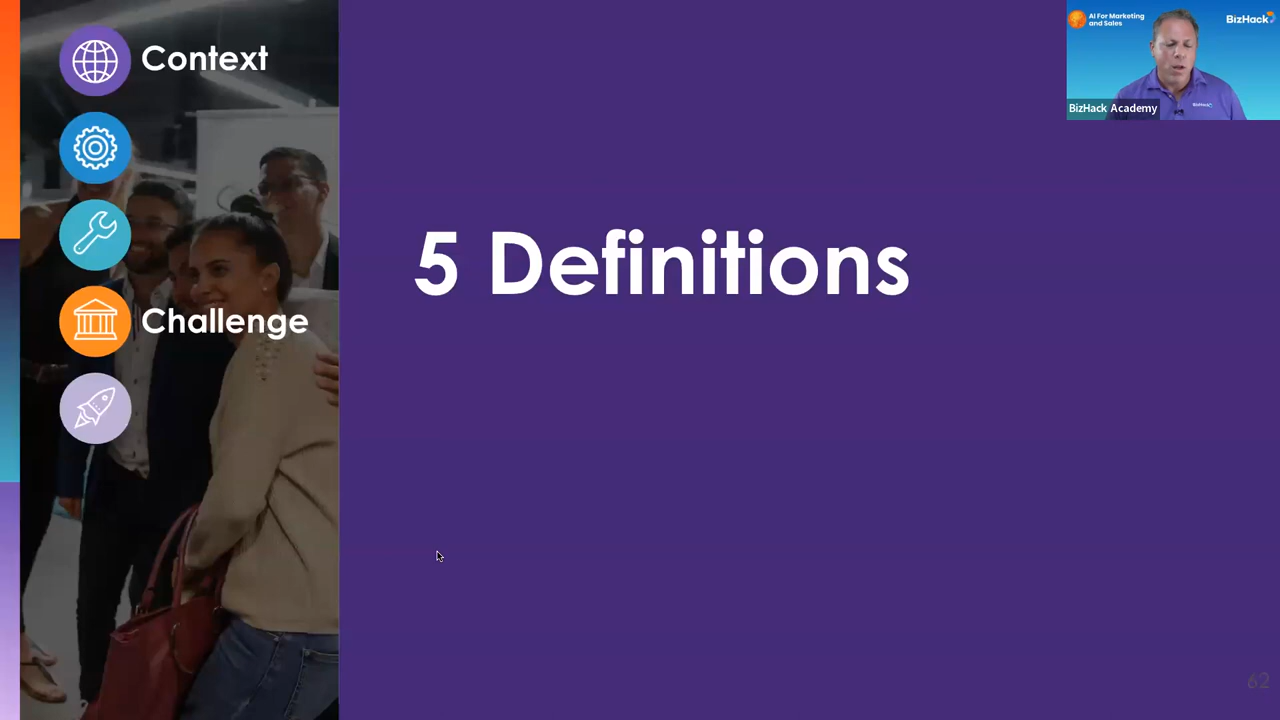 Context
Challenge
5 Definitions
AI For Marketing
and Sales
BizHack
BizHack Academy
62